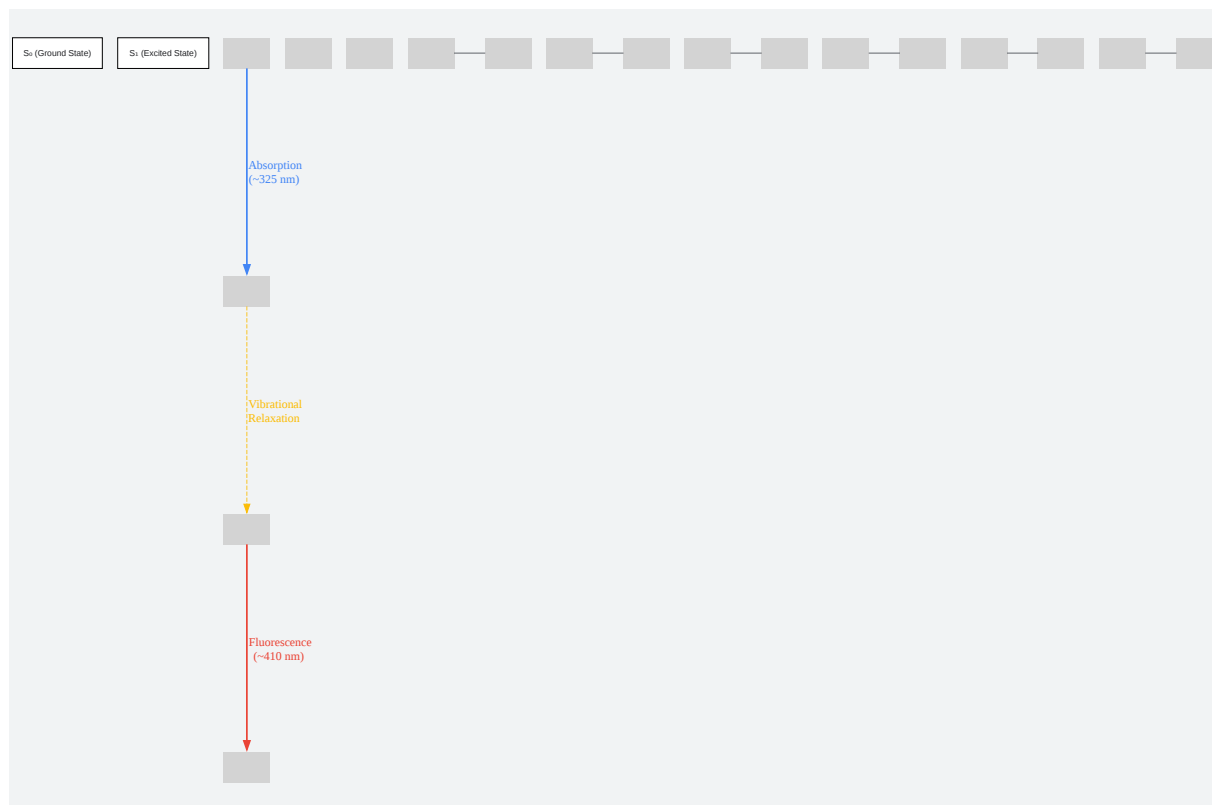 S₀ (Ground State)
S₁ (Excited State)
Absorption
(~325 nm)
Vibrational
Relaxation
Fluorescence
(~410 nm)